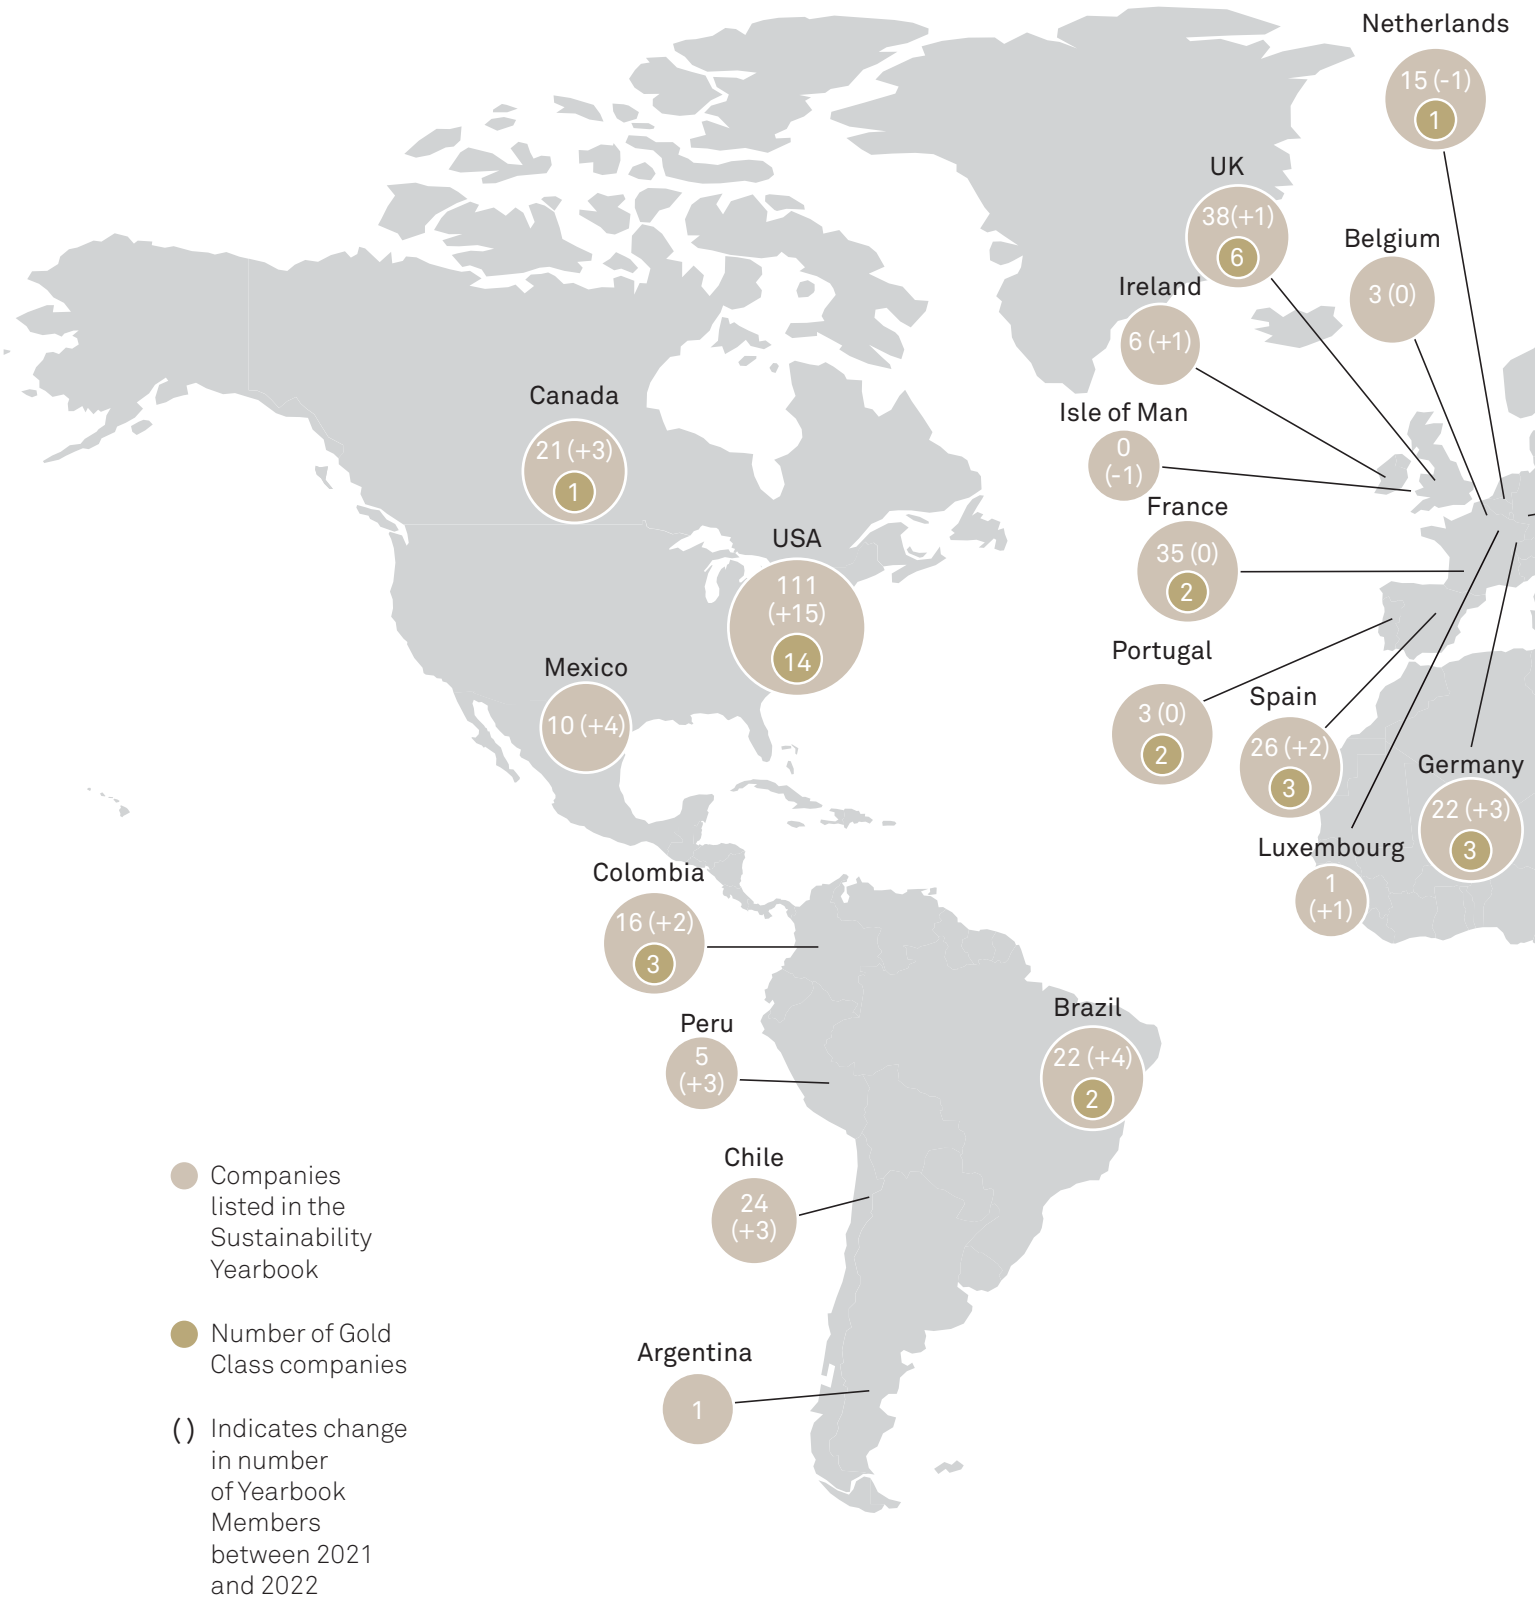 Netherlands
15 (-1)
1
UK
38(+1)
6
Belgium
3 (0)
Ireland
6 (+1)
Canada
21 (+3)
1
Isle of Man
0
(-1)
France
35 (0)
2
USA
111
(+15)
14
Portugal
3 (0)
2
Mexico
10 (+4)
Spain
26 (+2)
3
Germany
22 (+3)
3
Luxembourg
1
(+1)
Colombia
16 (+2)
3
Brazil
22 (+4)
2
Peru
5
(+3)
Chile
24
(+3)
Argentina
1
Companies
listed in the
Sustainability
Yearbook
Number of Gold
Class companies
( ) Indicates change
in number
of Yearbook
Members
between 2021
and 2022